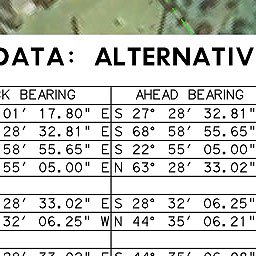 DATA: ALTERNATIV
CK BEARING AHEAD BEARING
01' 17.80" E S 27° 28' 32.81"
28' 32.81" E S 68° 58' 55.65"
58' 55.65" E S 22° 55' 05.00"
55' 05.00" E N 63° 28' 33.02"
28' 33.02" E S 28° 32' 06.25"
32' 06.25" W N 44° 35' 06.21"